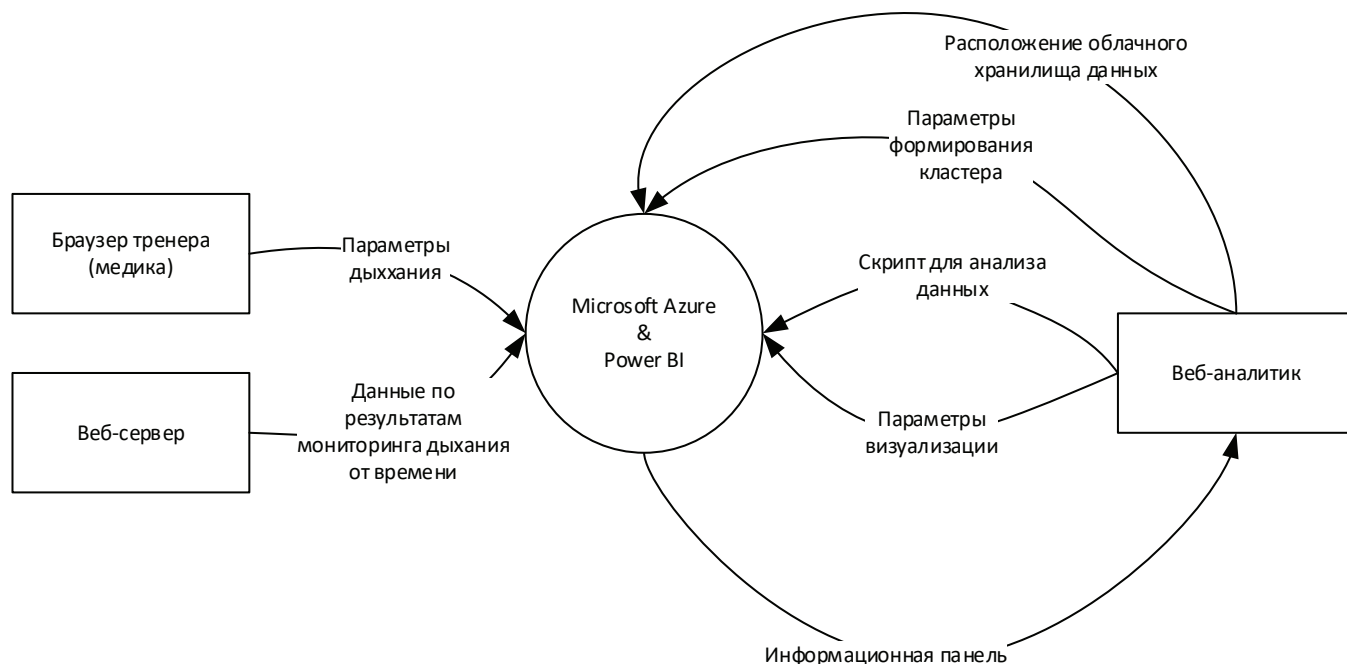 Расположение облачного
хранилища данных
Параметры
формирования
кластера
Браузер тренера
(медика)
Параметры
дыххания
Microsoft Azure
&
Power BI
Скрипт для анализа
данных
Веб-аналитик
Веб-сервер
Данные по
результатам
мониторинга дыхания
от времени
Параметры
визуализации
Информационная панель